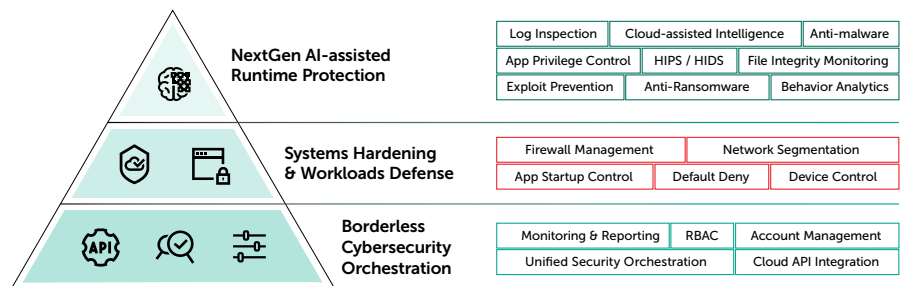 NextGen AI-assisted
Runtime Protection
Log Inspection
Cloud-assisted Intelligence
Anti-malware
App Privilege Control
HIPS / HIDS
File Integrity Monitoring
Exploit Prevention
Anti-Ransomware
Behavior Analytics
Systems Hardening
& Workloads Defense
Firewall Management
Network Segmentation
App Startup Control
Default Deny
Device Control
API
Borderless
Cybersecurity
Orchestration
Monitoring & Reporting
RBAC
Account Management
Unified Security Orchestration
Cloud API Integration